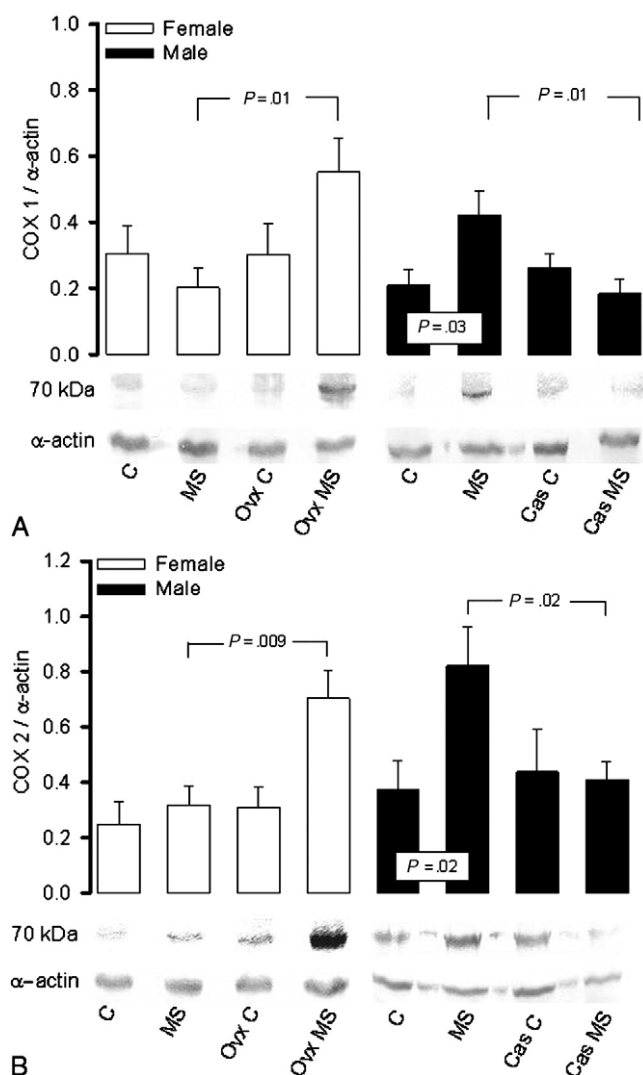 Female
Male
1.0
0.8
0.6
0.4
0.2
0.0
COX 1 / α-actin
P = .01
P = .01
P = .03
70 kDa
α-actin
C
MS
Ovx C
Ovx MS
C
MS
Cas C
Cas MS
A
Female
Male
1.2
1.0
0.8
0.6
0.4
0.2
0.0
COX 2 / α-actin
P = .009
P = .02
P = .02
70 kDa
α-actin
C
MS
Ovx C
Ovx MS
C
MS
Cas C
Cas MS
B